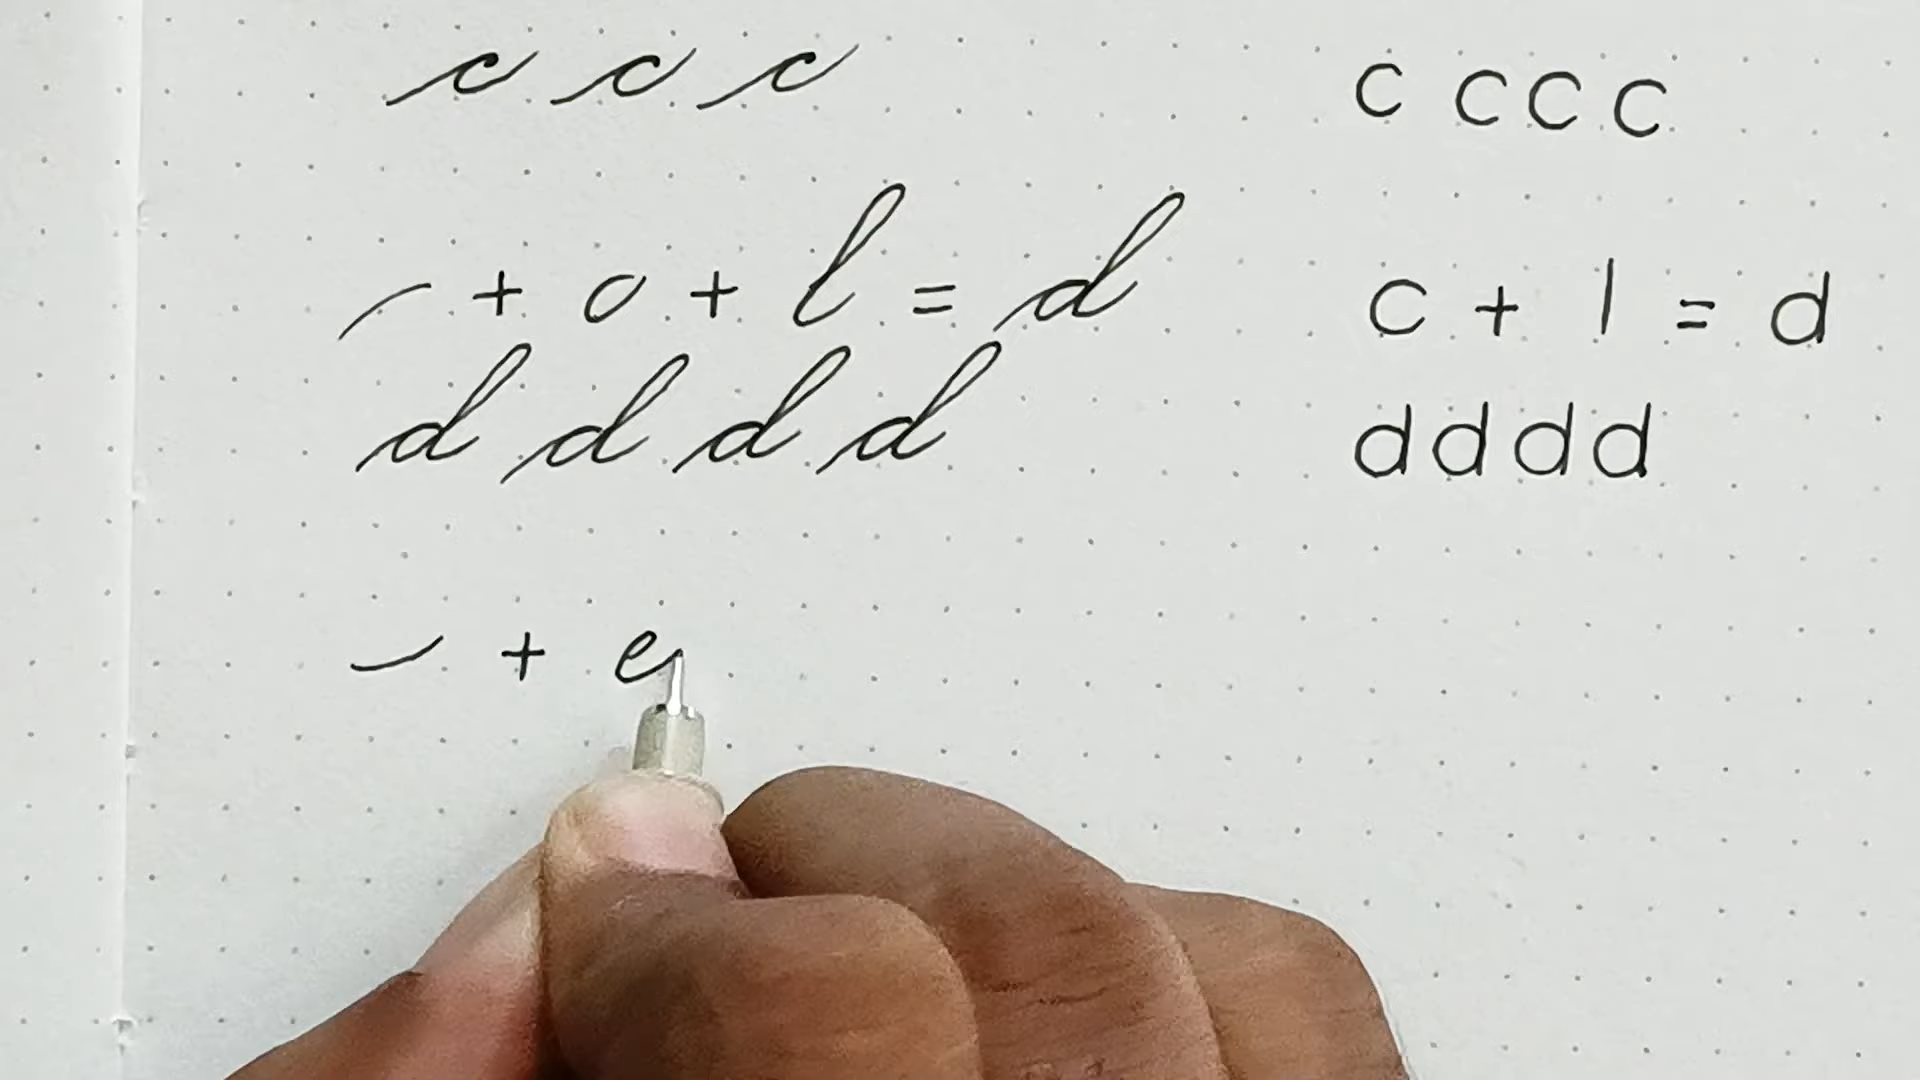 c c c c c c c
+ o + l = d c + l = d
d d d d d d d d
+ e